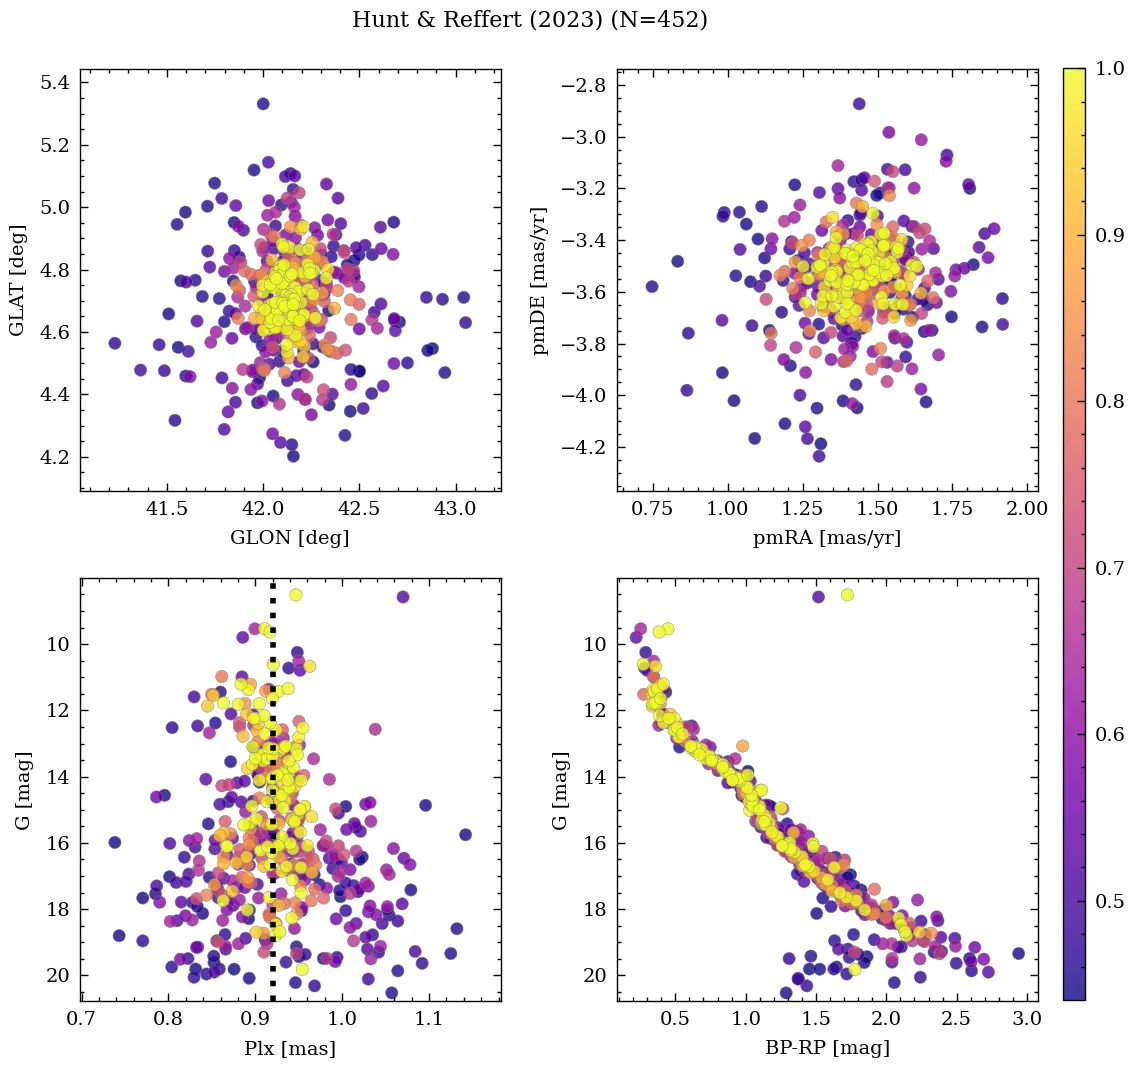 Hunt & Reffert (2023) (N=452)
5.4
5.2
5.0
4.8
4.6
4.4
4.2
GLAT [deg]
41.5 42.0 42.5 43.0
GLON [deg]
−2.8
−3.0
−3.2
−3.4
−3.6
−3.8
−4.0
−4.2
pmDE [mas/yr]
0.75 1.00 1.25 1.50 1.75 2.00
pmRA [mas/yr]
1.0
0.9
0.8
0.7
0.6
0.5
10
12
14
16
18
20
G [mag]
0.7 0.8 0.9 1.0 1.1
Plx [mas]
10
12
14
16
18
20
G [mag]
0.5 1.0 1.5 2.0 2.5 3.0
BP-RP [mag]